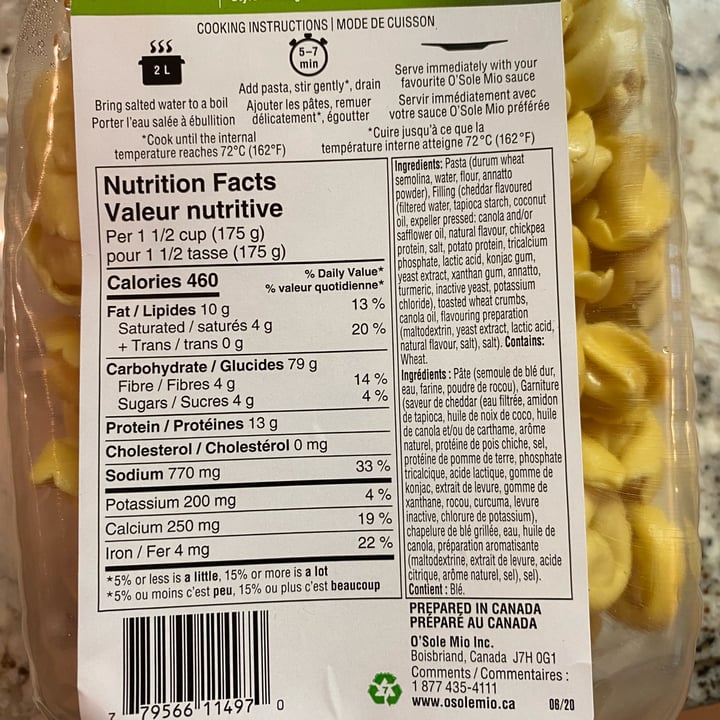 COOKING INSTRUCTIONS | MODE DE CUISSON
2 L
5–7
min
Bring salted water to a boil
Porter l'eau salée à ébullition
Add pasta, stir gently*, drain
Ajouter les pâtes, remuer
délicatement*, égoutter
Serve immediately with your
favourite O'Sole Mio sauce
Servir immédiatement avec
votre sauce O'Sole Mio préférée
*Cook until the internal
temperature reaches 72°C (162°F)
*Cuire jusqu'à ce que la
température interne atteigne 72°C (162°F)
Nutrition Facts
Valeur nutritive
Per 1 1/2 cup (175 g)
pour 1 1/2 tasse (175 g)
Calories 460
% Daily Value*
% valeur quotidienne*
Fat / Lipides 10 g 13 %
Saturated / saturés 4 g 20 %
+ Trans / trans 0 g
Carbohydrate / Glucides 79 g
Fibre / Fibres 4 g 14 %
Sugars / Sucres 4 g 4 %
Protein / Protéines 13 g
Cholesterol / Cholestérol 0 mg
Sodium 770 mg 33 %
Potassium 200 mg 4 %
Calcium 250 mg 19 %
Iron / Fer 4 mg 22 %
*5% or less is a little, 15% or more is a lot
*5% ou moins c'est peu, 15% ou plus c'est beaucoup
Ingredients: Pasta (durum wheat
semolina, water, flour, annatto
powder), Filling (cheddar flavoured
(filtered water, tapioca starch, coconut
oil, expeller pressed: canola and/or
safflower oil, natural flavour, chickpea
protein, salt, potato protein, tricalcium
phosphate, lactic acid, konjac gum,
yeast extract, xanthan gum, annatto,
turmeric, inactive yeast, potassium
chloride), toasted wheat crumbs,
canola oil, flavouring preparation
(maltodextrin, yeast extract, lactic acid,
natural flavour, salt), salt). Contains:
Wheat.
Ingrédients : Pâte (semoule de blé dur,
eau, farine, poudre de rocou), Garniture
(saveur de cheddar (eau filtrée, amidon
de tapioca, huile de noix de coco, huile
de canola et/ou de carthame, arôme
naturel, protéine de pois chiche, sel,
protéine de pomme de terre, phosphate
tricalcique, acide lactique, gomme de
konjac, extrait de levure, gomme de
xanthane, rocou, curcuma, levure
inactive, chlorure de potassium),
chapelure de blé grillée, eau, huile de
canola, préparation aromatisante
(maltodextrine, extrait de levure, acide
citrique, arôme naturel, sel), sel).
Contient : Blé.
PREPARED IN CANADA
PRÉPARÉ AU CANADA
O'Sole Mio Inc.
Boisbriand, Canada J7H 0G1
Comments / Commentaires :
1 877 435-4111
www.osolemio.ca 06/20
7
7 79566 11497 0